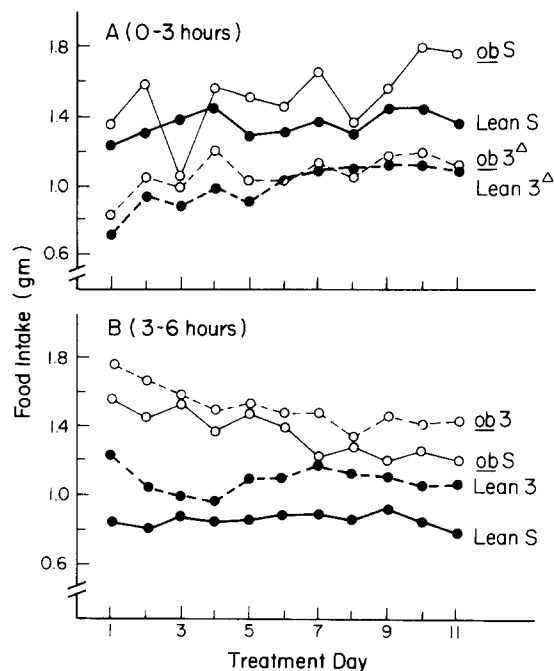 A (0-3 hours)
1.8
1.4
1.0
0.6
ob S
Lean S
ob 3Δ
Lean 3Δ
Food Intake (gm)
B (3-6 hours)
1.8
1.4
1.0
0.6
ob 3
ob S
Lean 3
Lean S
1 3 5 7 9 11
Treatment Day